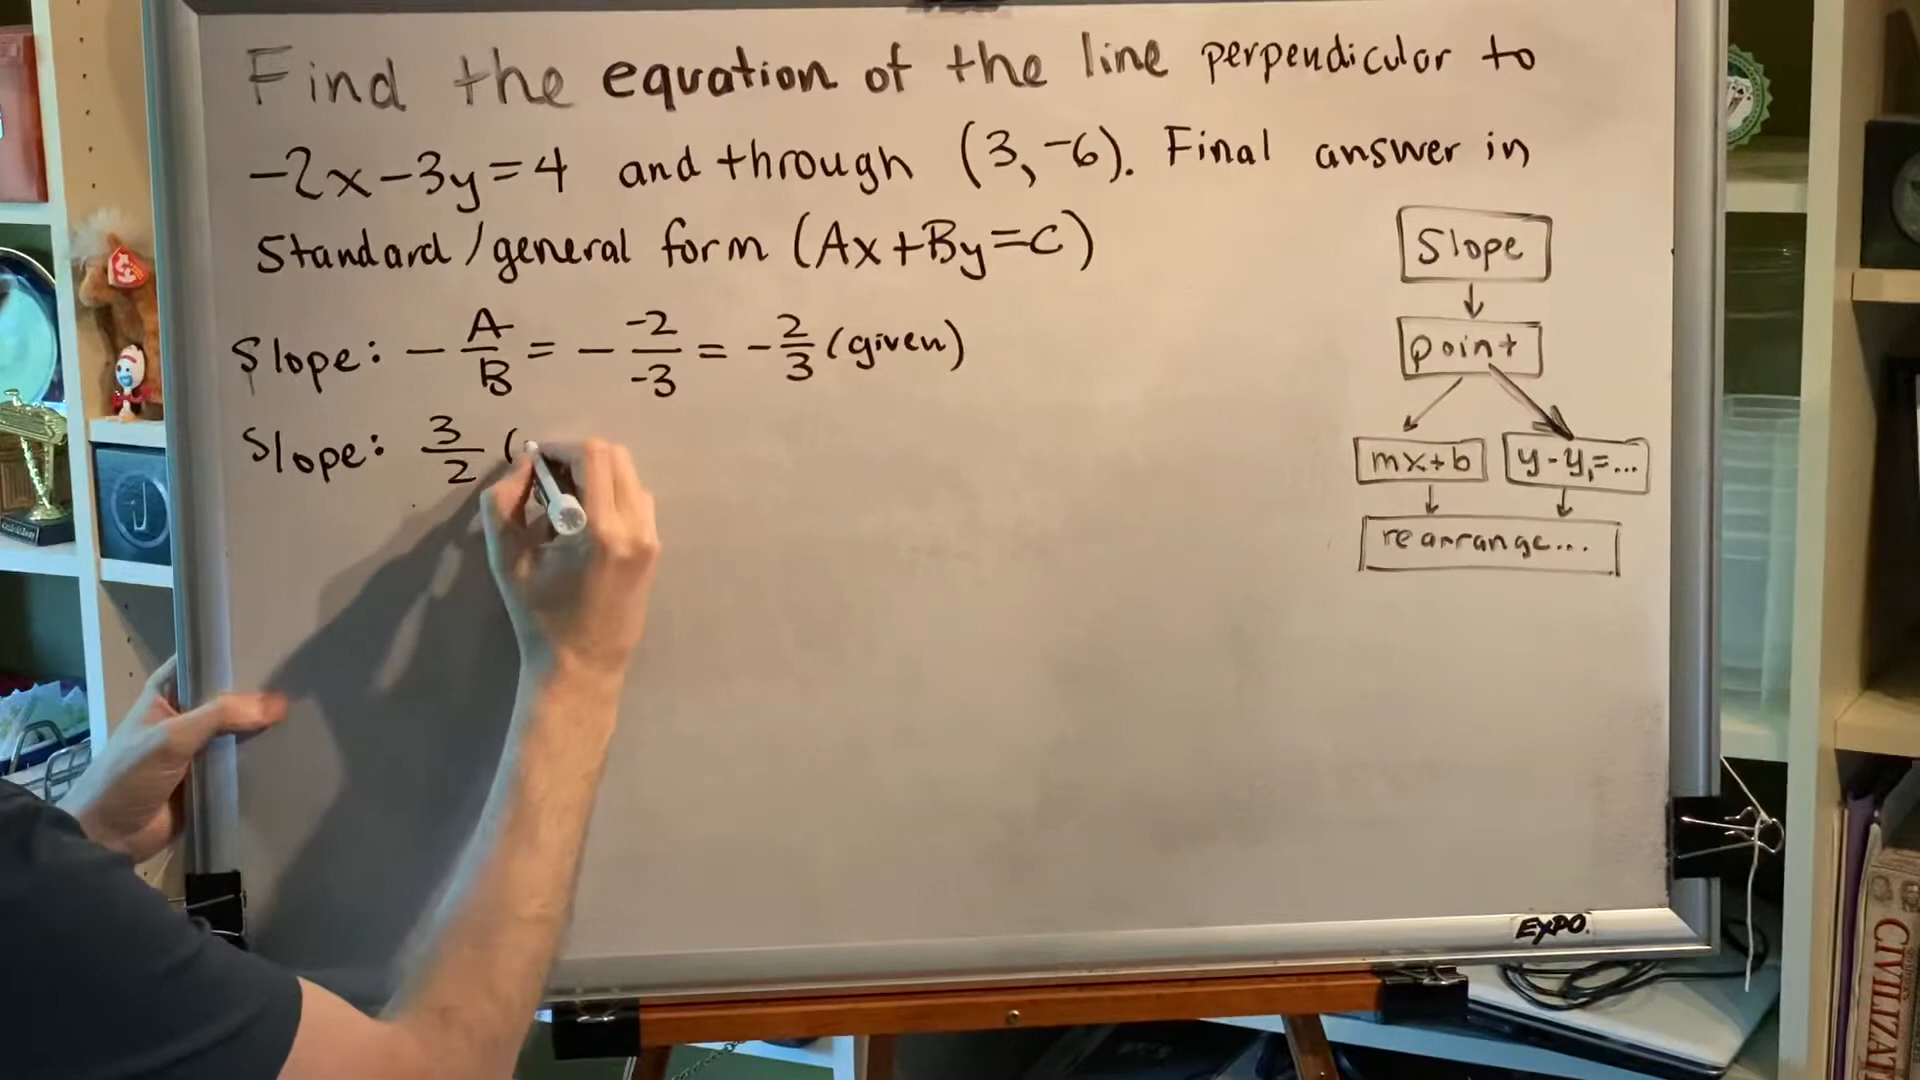 Find the equation of the line perpendicular to
-2x-3y=4 and through (3,-6). Final answer in
Standard/general form (Ax+By=C)
Slope: -A/B = - -2/-3 = -2/3 (given)
Slope: 3/2 (
Slope
point
mx+b
y-y₁=...
rearrange...
EXPO
CIVILIZAT